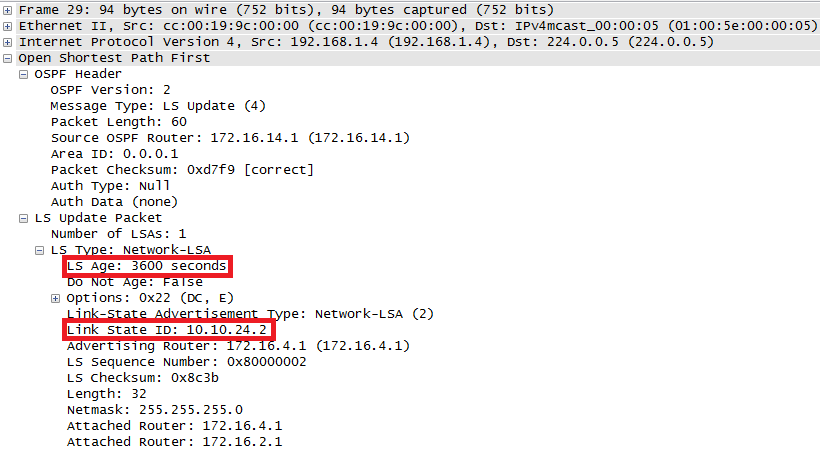 Frame 29: 94 bytes on wire (752 bits), 94 bytes captured (752 bits)
Ethernet II, Src: cc:00:19:9c:00:00 (cc:00:19:9c:00:00), Dst: IPv4mcast_00:00:05 (01:00:5e:00:00:05)
Internet Protocol Version 4, Src: 192.168.1.4 (192.168.1.4), Dst: 224.0.0.5 (224.0.0.5)
Open Shortest Path First
OSPF Header
OSPF Version: 2
Message Type: LS Update (4)
Packet Length: 60
Source OSPF Router: 172.16.14.1 (172.16.14.1)
Area ID: 0.0.0.1
Packet Checksum: 0xd7f9 [correct]
Auth Type: Null
Auth Data (none)
LS Update Packet
Number of LSAs: 1
LS Type: Network-LSA
LS Age: 3600 seconds
Do Not Age: False
Options: 0x22 (DC, E)
Link-State Advertisement Type: Network-LSA (2)
Link State ID: 10.10.24.2
Advertising Router: 172.16.4.1 (172.16.4.1)
LS Sequence Number: 0x80000002
LS Checksum: 0x8c3b
Length: 32
Netmask: 255.255.255.0
Attached Router: 172.16.4.1
Attached Router: 172.16.2.1